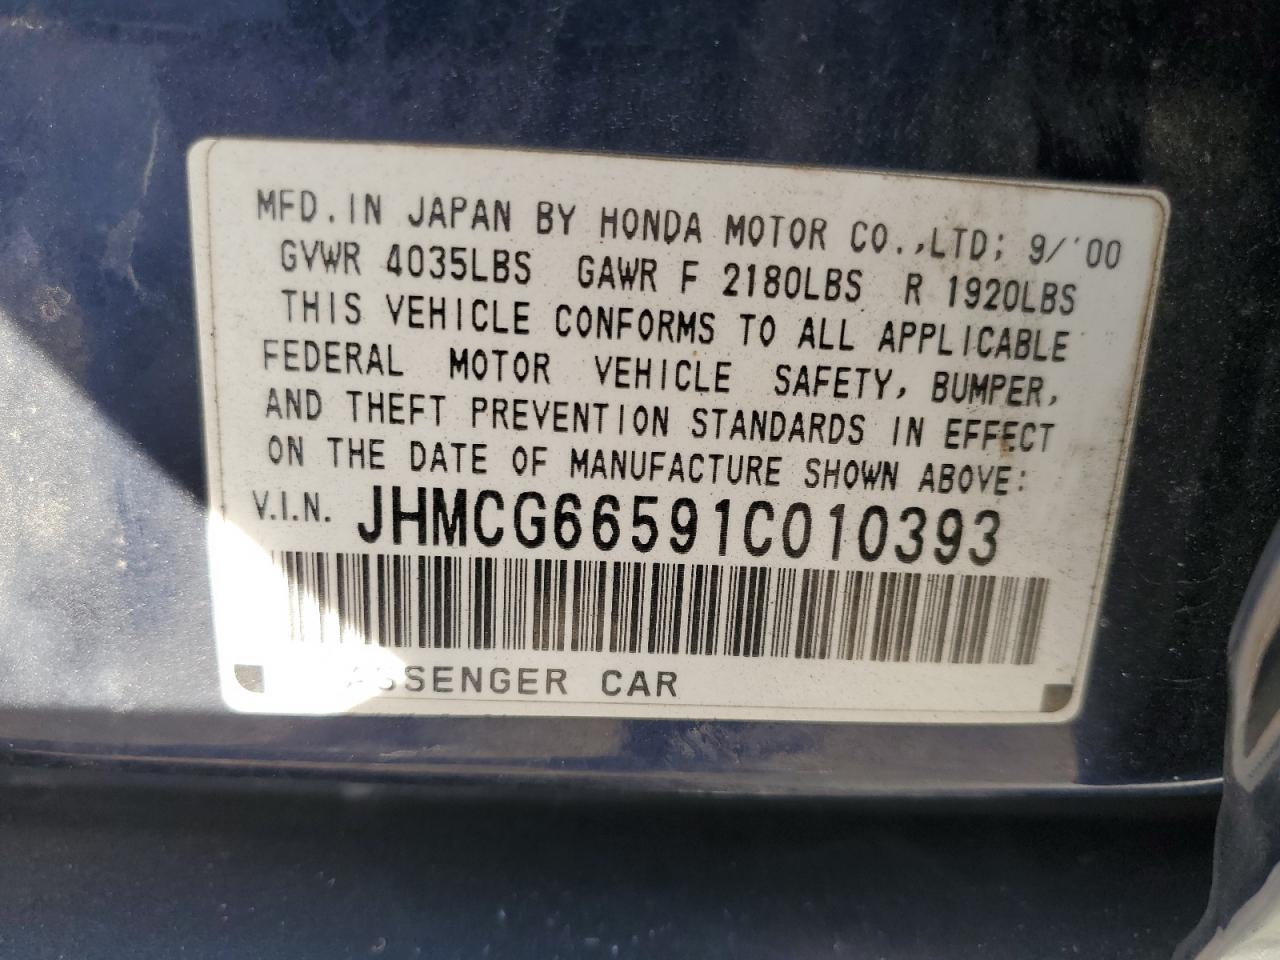 MFD.IN JAPAN BY HONDA MOTOR CO.,LTD; 9/'00
GVWR 4035LBS GAWR F 2180LBS R 1920LBS
THIS VEHICLE CONFORMS TO ALL APPLICABLE
FEDERAL MOTOR VEHICLE SAFETY, BUMPER,
AND THEFT PREVENTION STANDARDS IN EFFECT
ON THE DATE OF MANUFACTURE SHOWN ABOVE:
V.I.N. JHMCG66591C010393
PASSENGER CAR